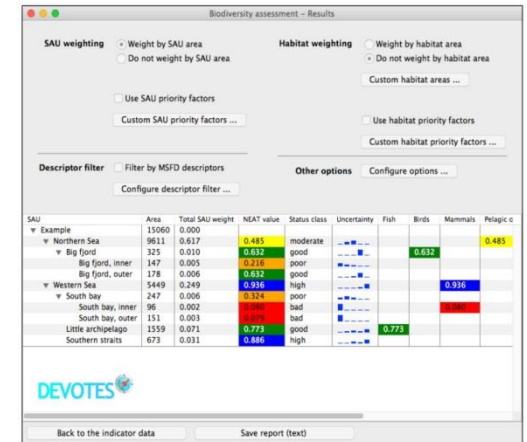 Biodiversity assessment – Results
SAU weighting Weight by SAU area Habitat weighting Weight by habitat area
Do not weight by SAU area Do not weight by habitat area
Custom habitat areas ...
Use SAU priority factors
Custom SAU priority factors ... Use habitat priority factors
Custom habitat priority factors ...
Descriptor filter Filter by MSFD descriptors Other options Configure options ...
Configure descriptor filter ...
SAU Area Total SAU weight NEAT value Status class Uncertainty Fish Birds Mammals Pelagic
Example 15060 0.000
Northern Sea 9611 0.617 0.485 moderate 0.485
Big fjord 325 0.010 0.632 good 0.632
Big fjord, inner 147 0.005 0.216 poor
Big fjord, outer 178 0.006 0.632 good
Western Sea 5449 0.249 0.936 high 0.936
South bay 247 0.006 0.324 poor
South bay, inner 96 0.002 0.080 bad 0.080
South bay, outer 151 0.003 0.079 bad
Little archipelago 1559 0.071 0.773 good 0.773
Southern straits 673 0.031 0.886 high
DEVOTES
Back to the indicator data Save report (text)